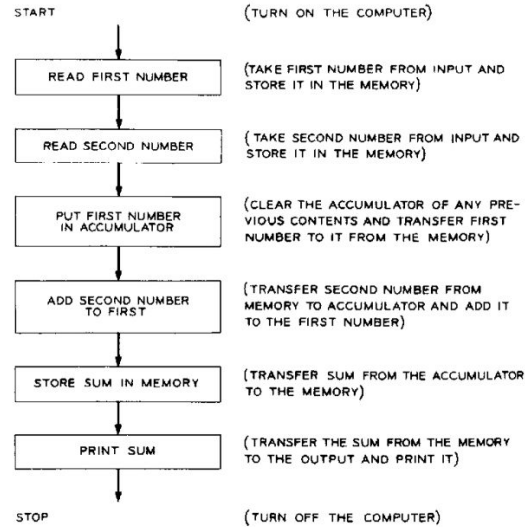 START
(TURN ON THE COMPUTER)
READ FIRST NUMBER
(TAKE FIRST NUMBER FROM INPUT AND
STORE IT IN THE MEMORY)
READ SECOND NUMBER
(TAKE SECOND NUMBER FROM INPUT AND
STORE IT IN THE MEMORY)
PUT FIRST NUMBER
IN ACCUMULATOR
(CLEAR THE ACCUMULATOR OF ANY PRE-
VIOUS CONTENTS AND TRANSFER FIRST
NUMBER TO IT FROM THE MEMORY)
ADD SECOND NUMBER
TO FIRST
(TRANSFER SECOND NUMBER FROM
MEMORY TO ACCUMULATOR AND ADD IT
TO THE FIRST NUMBER)
STORE SUM IN MEMORY
(TRANSFER SUM FROM THE ACCUMULATOR
TO THE MEMORY)
PRINT SUM
(TRANSFER THE SUM FROM THE MEMORY
TO THE OUTPUT AND PRINT IT)
STOP
(TURN OFF THE COMPUTER)